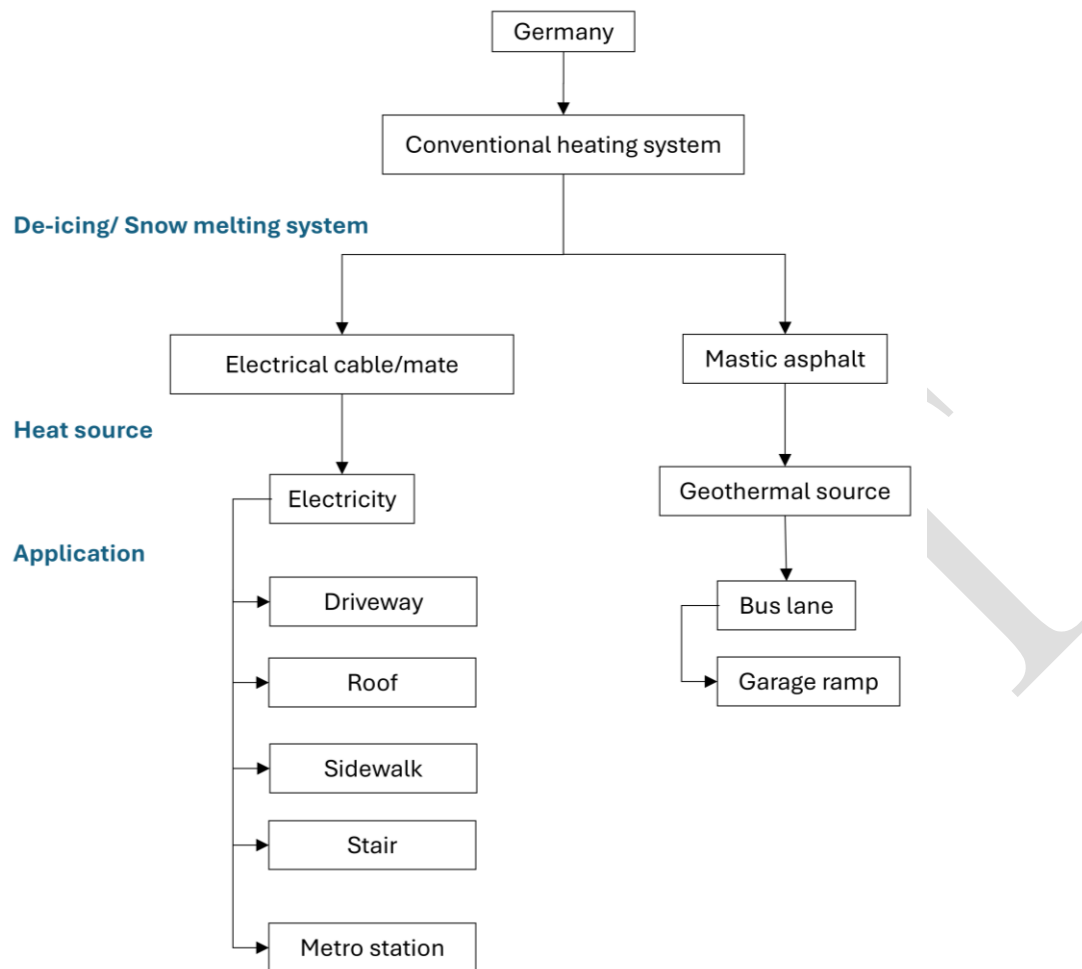 Germany
Conventional heating system
De-icing/ Snow melting system
Electrical cable/mate
Mastic asphalt
Heat source
Electricity
Geothermal source
Application
Driveway
Bus lane
Roof
Garage ramp
Sidewalk
Stair
Metro station